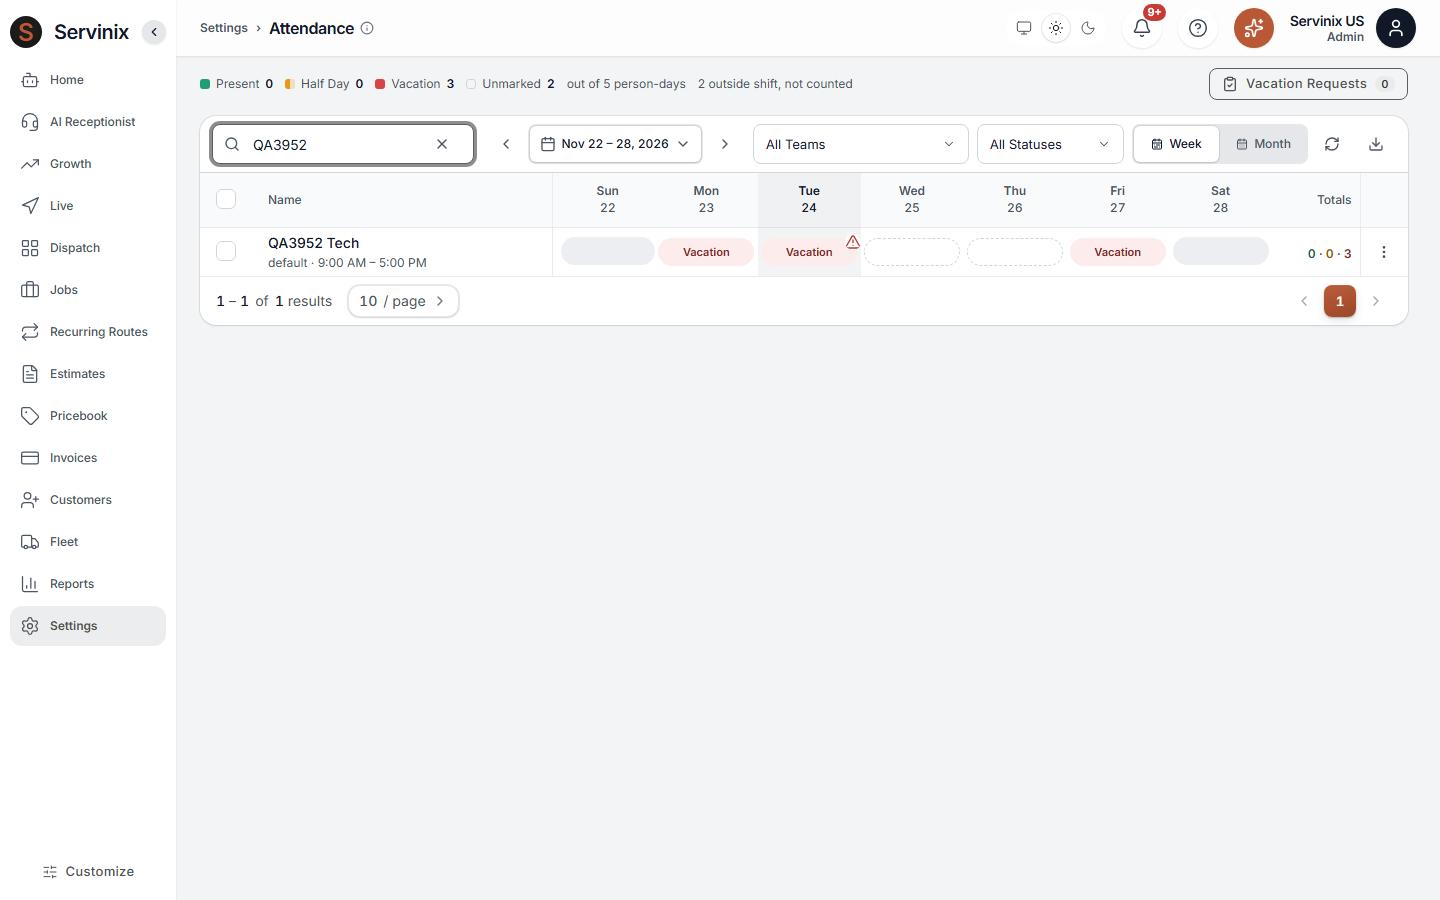 S Servinix
Home
AI Receptionist
Growth
Live
Dispatch
Jobs
Recurring Routes
Estimates
Pricebook
Invoices
Customers
Fleet
Reports
Settings
Customize
Settings › Attendance
9+
Servinix US
Admin
Present 0 Half Day 0 Vacation 3 Unmarked 2 out of 5 person-days 2 outside shift, not counted
Vacation Requests 0
QA3952
Nov 22 – 28, 2026
All Teams
All Statuses
Week
Month
Name
Sun 22
Mon 23
Tue 24
Wed 25
Thu 26
Fri 27
Sat 28
Totals
QA3952 Tech
default · 9:00 AM – 5:00 PM
Vacation
Vacation
Vacation
0 · 0 · 3
1 – 1 of 1 results
10 / page
1